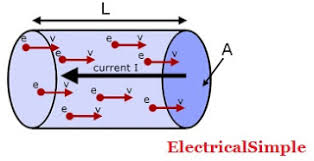 L
e v e v e v
A
current I
e v e v
e v e v
ElectricalSimple